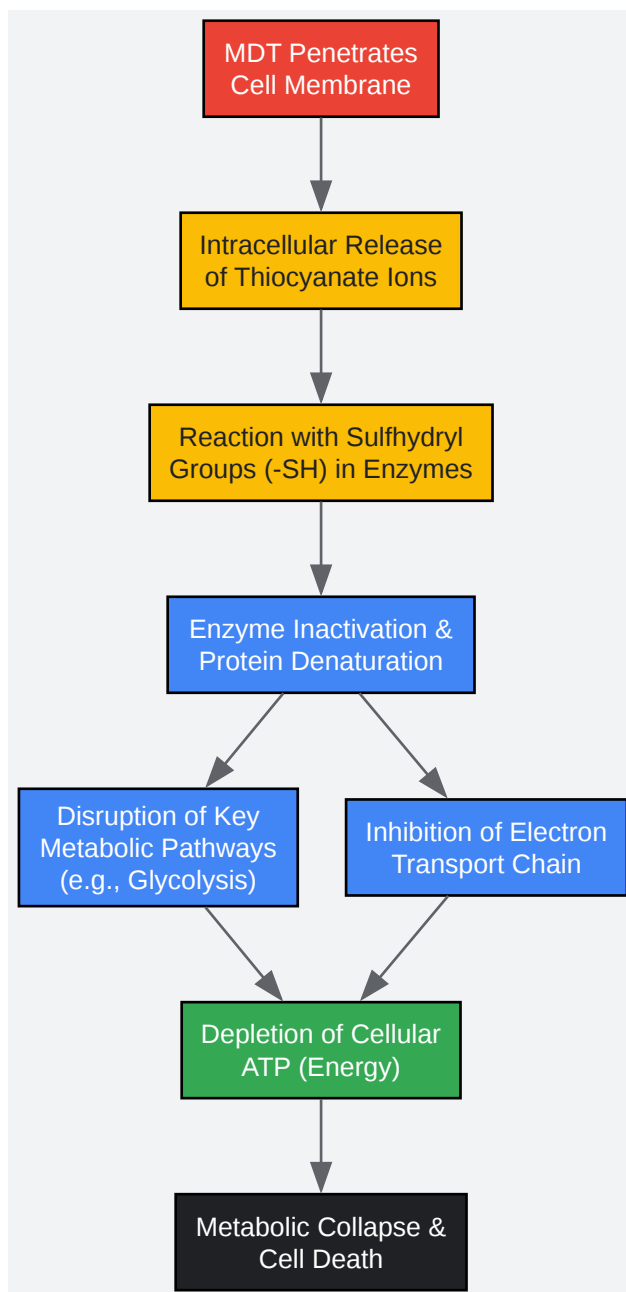 MDT Penetrates
Cell Membrane
Intracellular Release
of Thiocyanate Ions
Reaction with Sulfhydryl
Groups (-SH) in Enzymes
Enzyme Inactivation &
Protein Denaturation
Disruption of Key
Metabolic Pathways
(e.g., Glycolysis)
Inhibition of Electron
Transport Chain
Depletion of Cellular
ATP (Energy)
Metabolic Collapse &
Cell Death